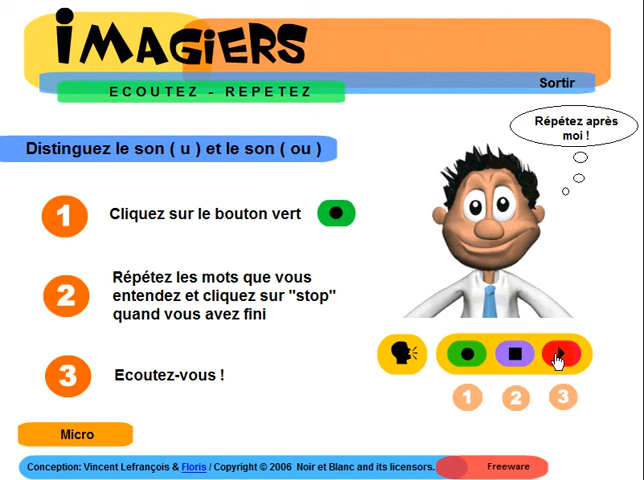 iMAGiERS
ECOUTEZ - REPETEZ
Sortir
Répétez après
moi !
Distinguez le son ( u ) et le son ( ou )
1
Cliquez sur le bouton vert
2
Répétez les mots que vous
entendez et cliquez sur "stop"
quand vous avez fini
3
Ecoutez-vous !
1 2 3
Micro
Conception: Vincent Lefrançois & Floris / Copyright © 2006 Noir et Blanc and its licensors.
Freeware